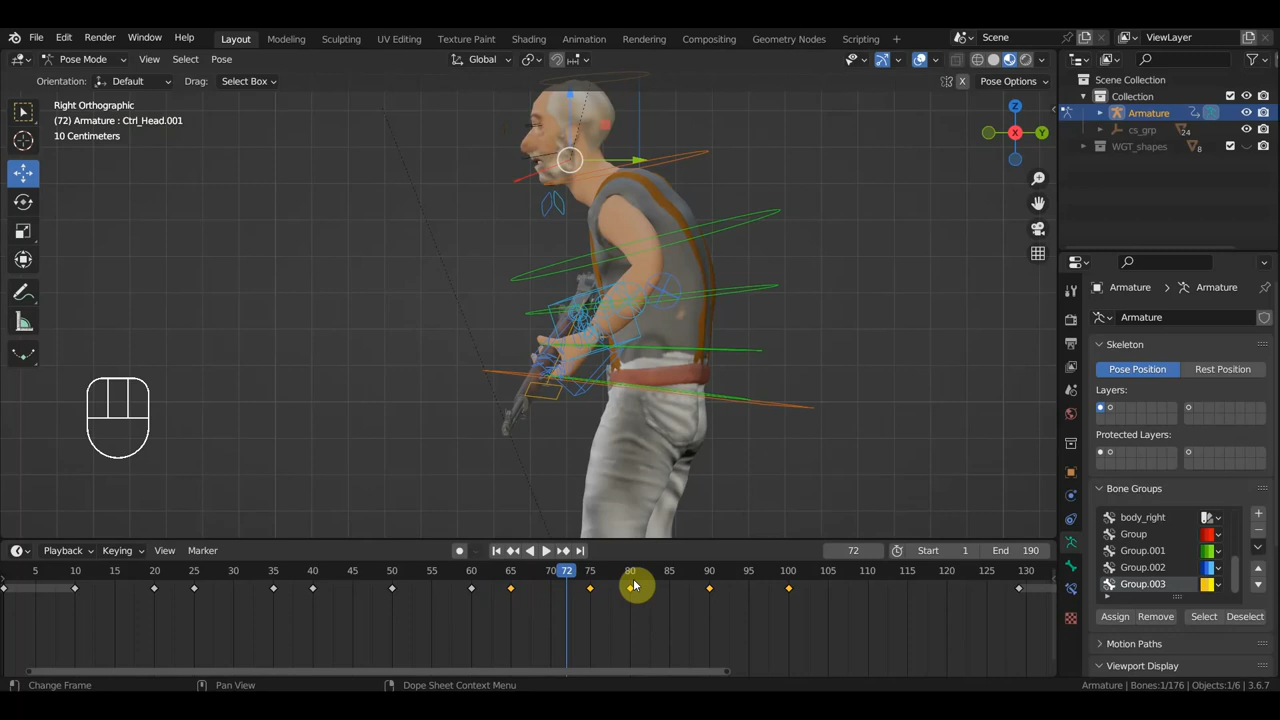 File Edit Render Window Help Layout Modeling Sculpting UV Editing Texture Paint Shading Animation Rendering Compositing Geometry Nodes Scripting + Scene ViewLayer
Pose Mode View Select Pose Global
Orientation: Default Drag: Select Box X Pose Options
Right Orthographic
(72) Armature : Ctrl_Head.001
10 Centimeters
Z
X
Y
Scene Collection
Collection
Armature
cs_grp 24
WGT_shapes 8
Armature Armature
Armature
Skeleton
Pose Position Rest Position
Layers:
Protected Layers:
Bone Groups
body_right
Group
Group.001
Group.002
Group.003
Assign Remove Select Deselect
Motion Paths
Viewport Display
Playback Keying View Marker 72 Start 1 End 190
5 10 15 20 25 30 35 40 45 50 55 60 65 70 72 75 80 85 90 95 100 105 110 115 120 125 130
Change Frame Pan View Dope Sheet Context Menu Armature | Bones:1/176 | Objects:1/6 | 3.6.7